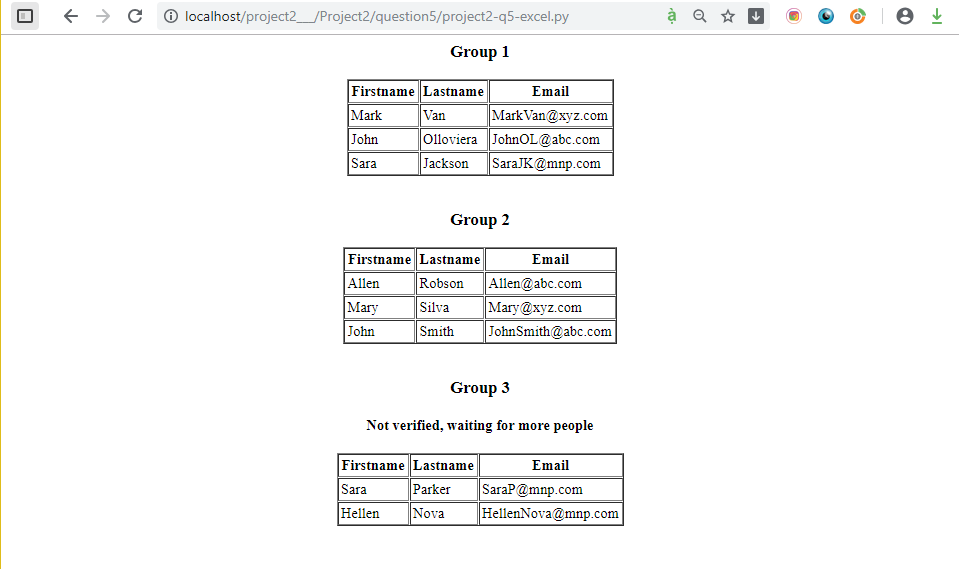 localhost/project2___/Project2/question5/project2-q5-excel.py
Group 1
Firstname Lastname Email
Mark Van MarkVan@xyz.com
John Olloviera JohnOL@abc.com
Sara Jackson SaraJK@mnp.com
Group 2
Firstname Lastname Email
Allen Robson Allen@abc.com
Mary Silva Mary@xyz.com
John Smith JohnSmith@abc.com
Group 3
Not verified, waiting for more people
Firstname Lastname Email
Sara Parker SaraP@mnp.com
Hellen Nova HellenNova@mnp.com